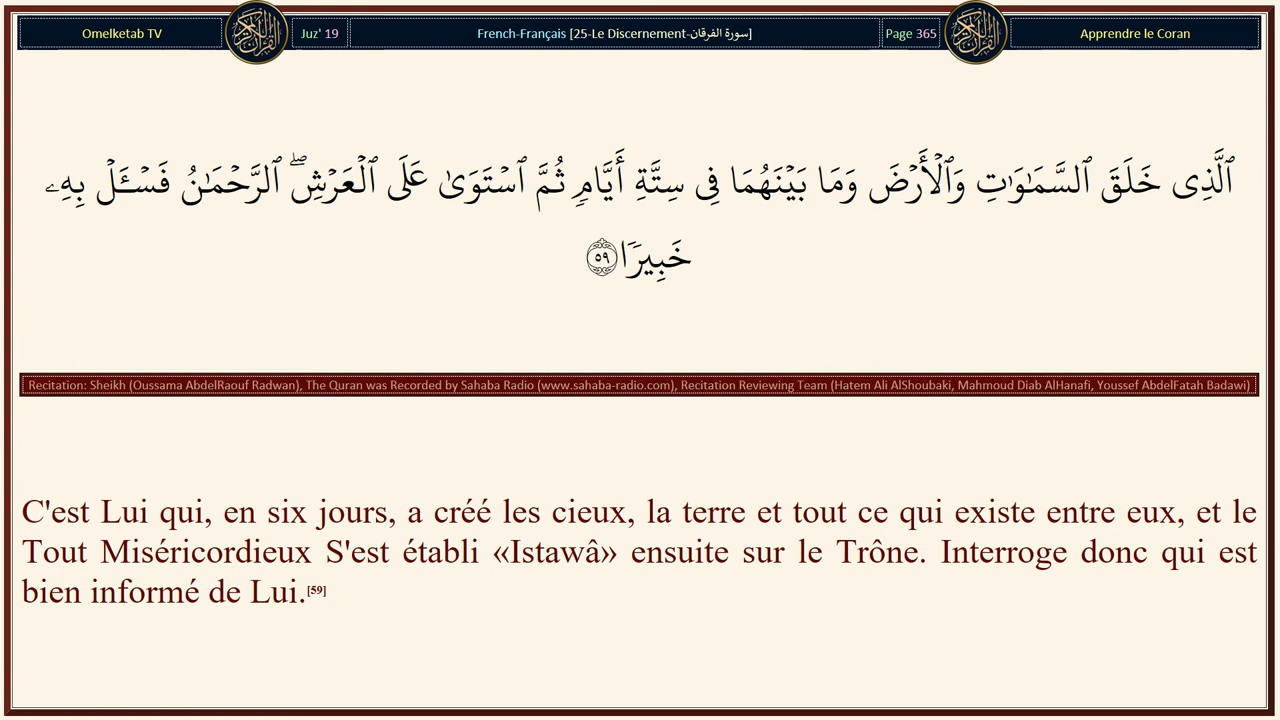 Omelketab TV
Juz' 19
French-Français [25-Le Discernement-سورة الفرقان]
Page 365
Apprendre le Coran
ٱلَّذِى خَلَقَ ٱلسَّمَـٰوَٰتِ وَٱلْأَرْضَ وَمَا بَيْنَهُمَا فِى سِتَّةِ أَيَّامٍۢ ثُمَّ ٱسْتَوَىٰ عَلَى ٱلْعَرْشِ ۖ ٱلرَّحْمَـٰنُ فَسْـَٔلْ بِهِۦ
خَبِيرًۭا ٥٩
Recitation: Sheikh (Oussama AbdelRaouf Radwan), The Quran was Recorded by Sahaba Radio (www.sahaba-radio.com), Recitation Reviewing Team (Hatem Ali AlShoubaki, Mahmoud Diab AlHanafi, Youssef AbdelFatah Badawi)
C'est Lui qui, en six jours, a créé les cieux, la terre et tout ce qui existe entre eux, et le
Tout Miséricordieux S'est établi «Istawâ» ensuite sur le Trône. Interroge donc qui est
bien informé de Lui.[59]